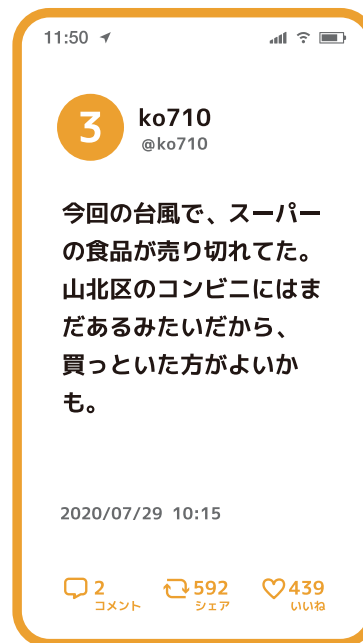 11:50
3
ko710
@ko710
今回の台風で、スーパー
の食品が売り切れてた。
山北区のコンビニにはま
だあるみたいだから、
買っといた方がよいか
も。
2020/07/29 10:15
2 592 439
コメント シェア いいね